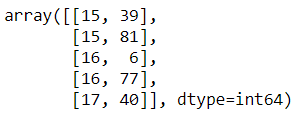 array([[15, 39],
       [15, 81],
       [16,  6],
       [16, 77],
       [17, 40]], dtype=int64)